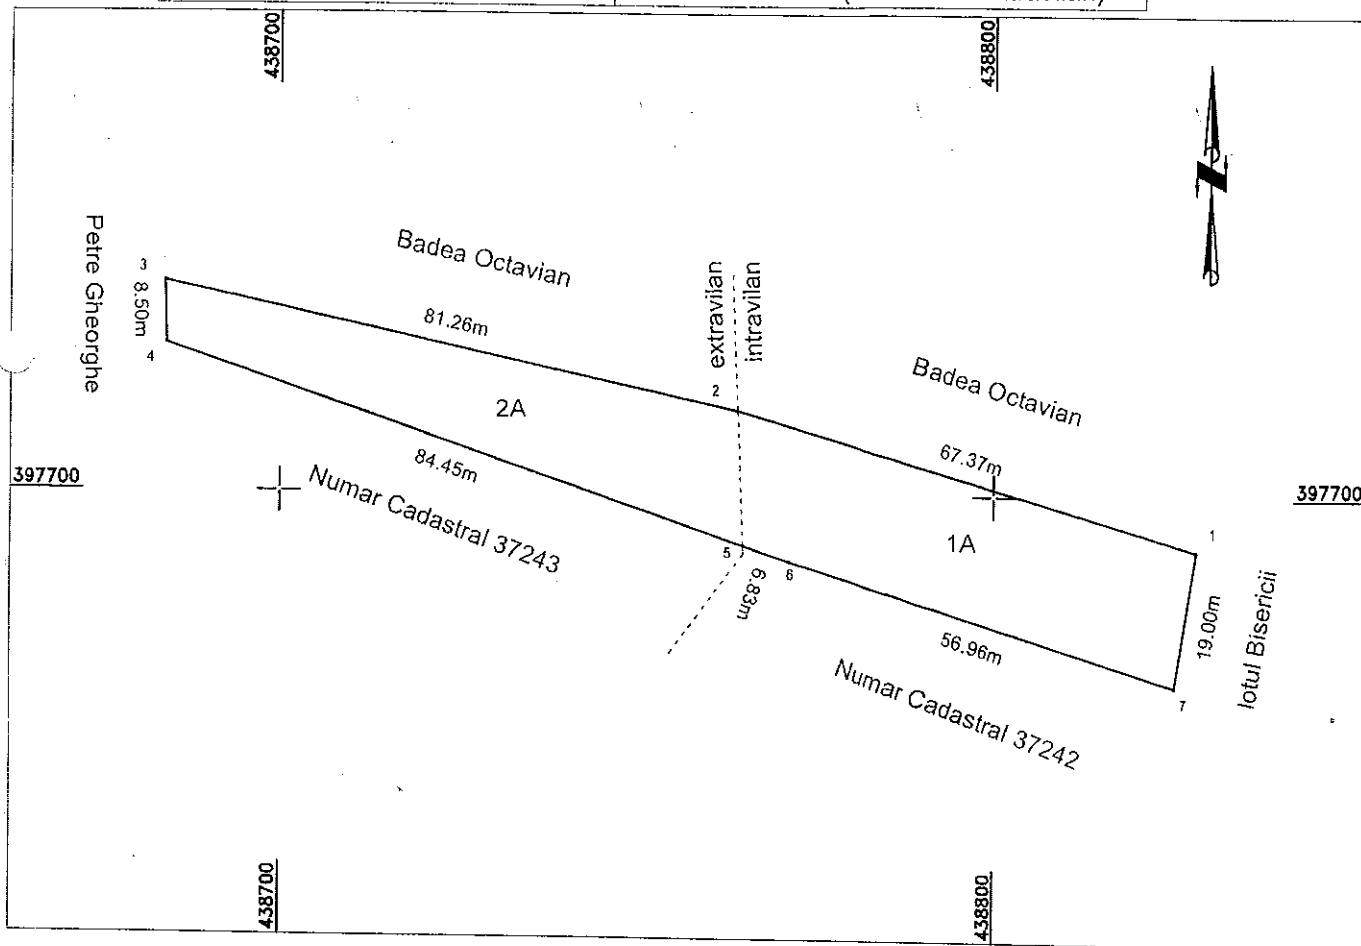 438700
438800
Petre Gheorghe
3
8.50m
4
Badea Octavian
81.26m
extravilan
intravilan
2
Badea Octavian
2A
84.45m
67.37m
397700
Numar Cadastral 37243
397700
1A
1
5
6
6.83m
56.96m
19.00m
lotul Bisericii
Numar Cadastral 37242
7
438700
438800